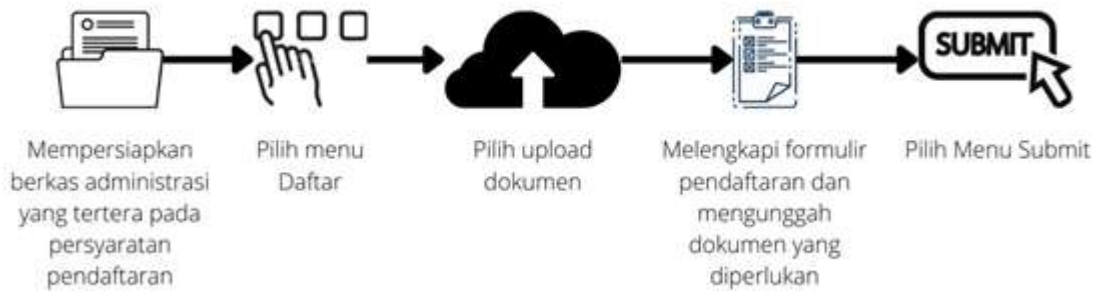 SUBMIT
Mempersiapkan
berkas administrasi
yang tertera pada
persyaratan
pendaftaran
Pilih menu
Daftar
Pilih upload
dokumen
Melengkapi formulir
pendaftaran dan
mengunggah
dokumen yang
diperlukan
Pilih Menu Submit